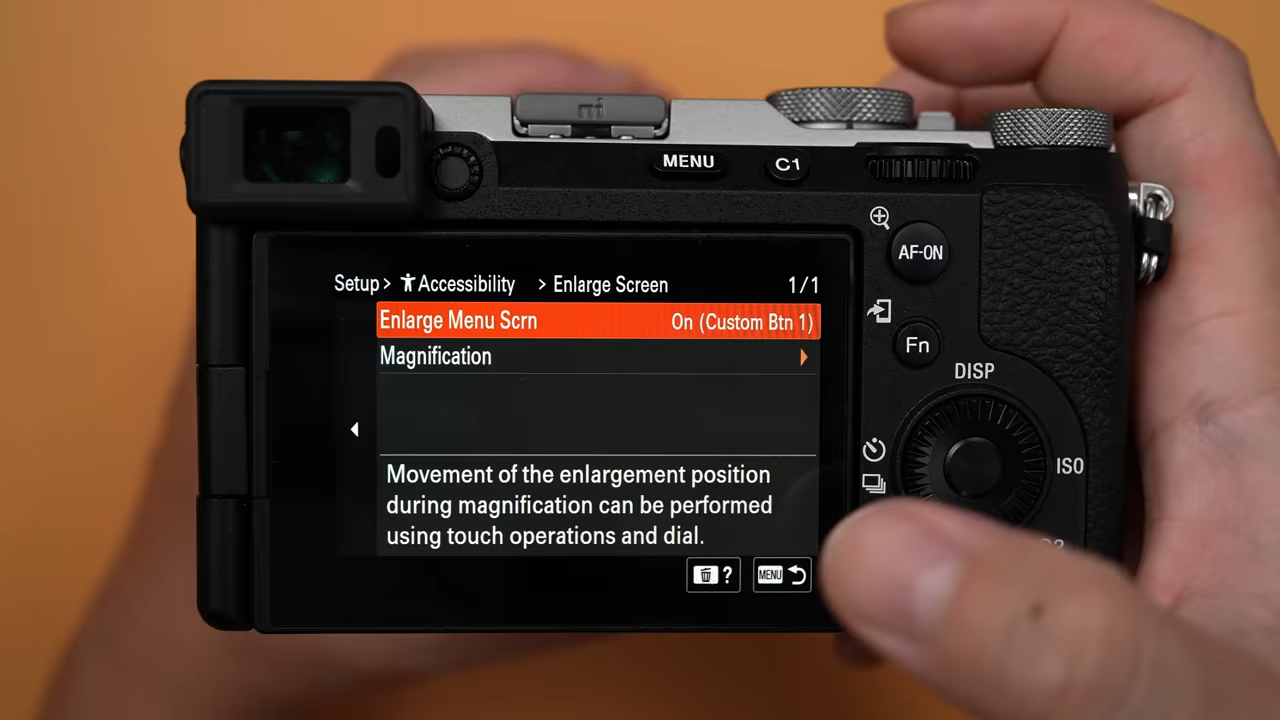 MENU
C1
AF-ON
Setup > Accessibility > Enlarge Screen 1/1
Enlarge Menu Scrn On (Custom Btn 1)
Magnification
Fn
DISP
ISO
Movement of the enlargement position
during magnification can be performed
using touch operations and dial.
? MENU